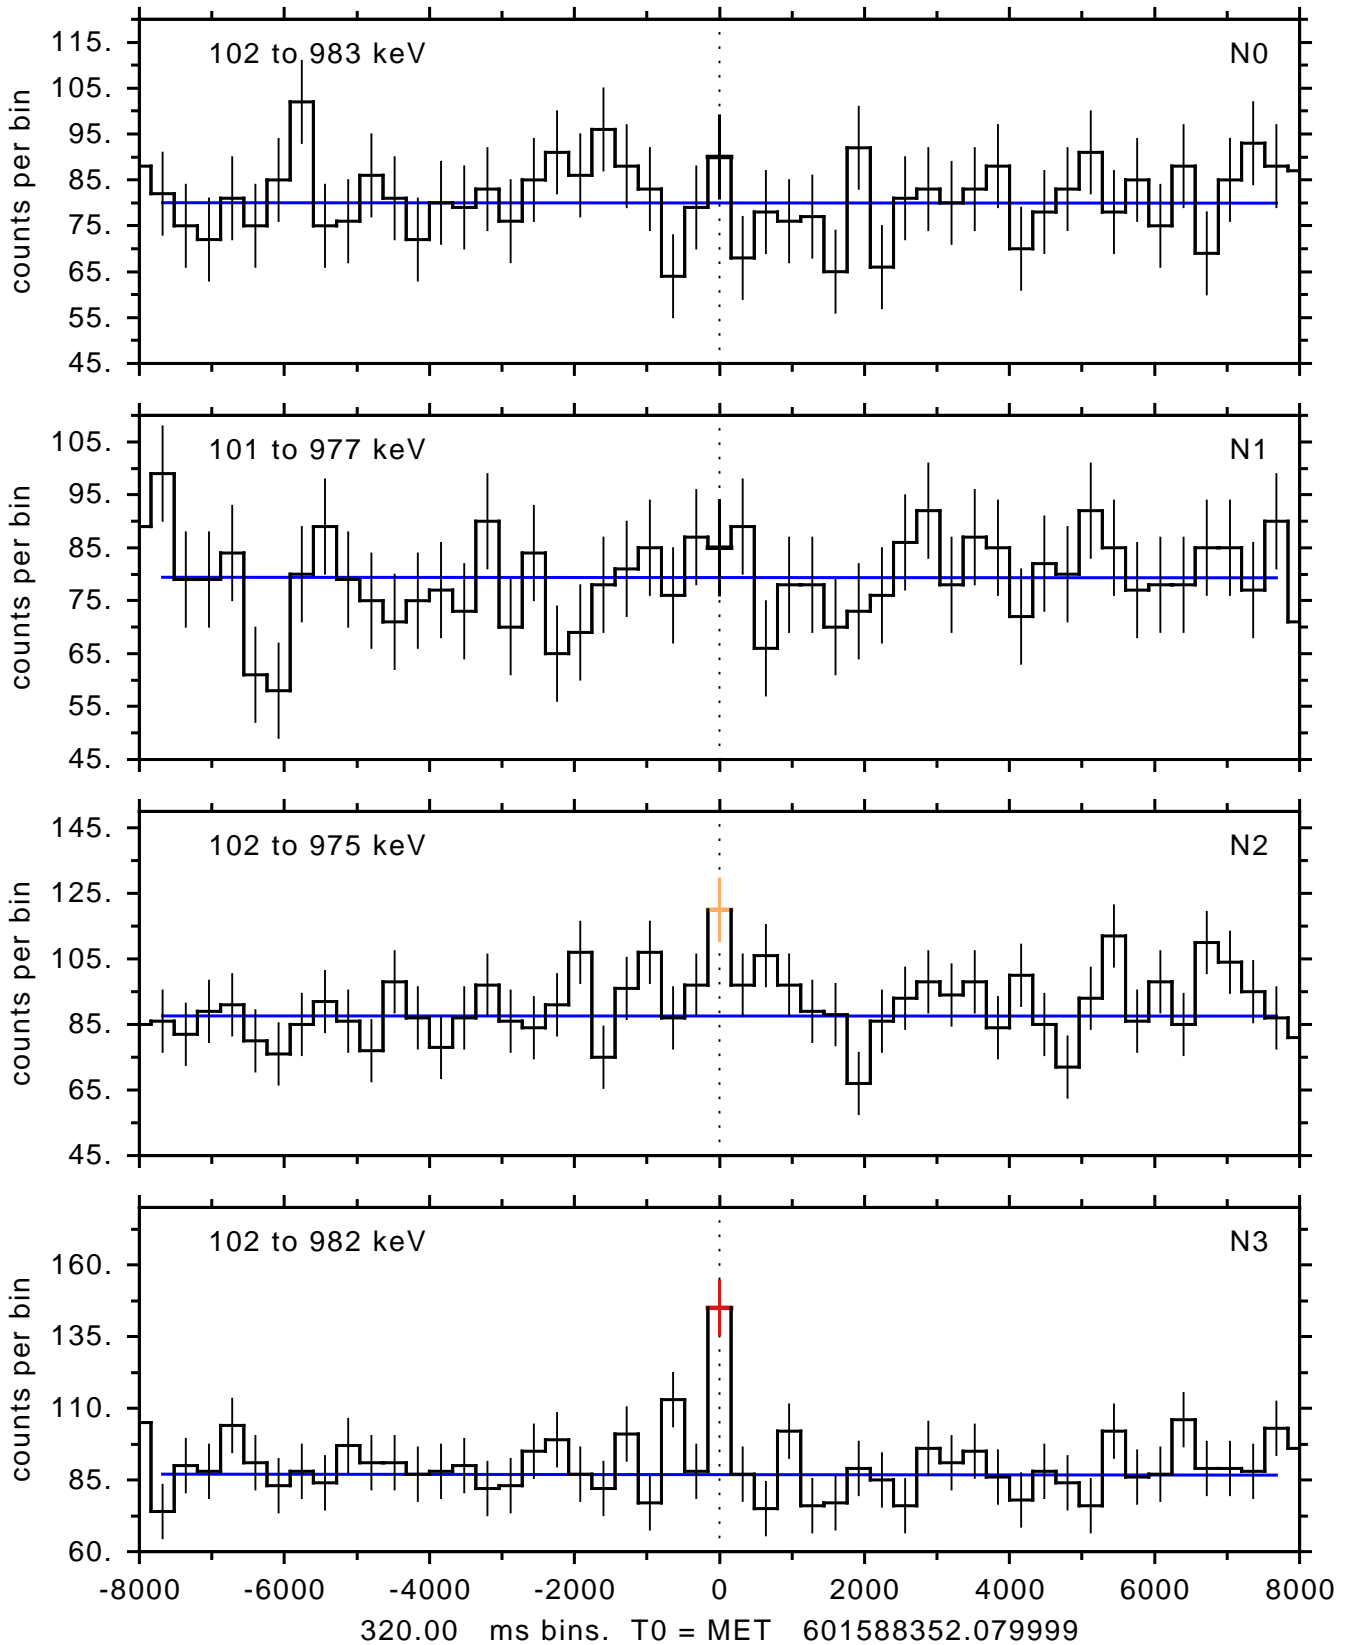 102 to 983 keV N0
115.
105.
95.
85.
75.
65.
55.
45.
counts per bin
101 to 977 keV N1
105.
95.
85.
75.
65.
55.
45.
counts per bin
102 to 975 keV N2
145.
125.
105.
85.
65.
45.
counts per bin
102 to 982 keV N3
160.
135.
110.
85.
60.
counts per bin
-8000 -6000 -4000 -2000 0 2000 4000 6000 8000
320.00 ms bins. T0 = MET 601588352.079999